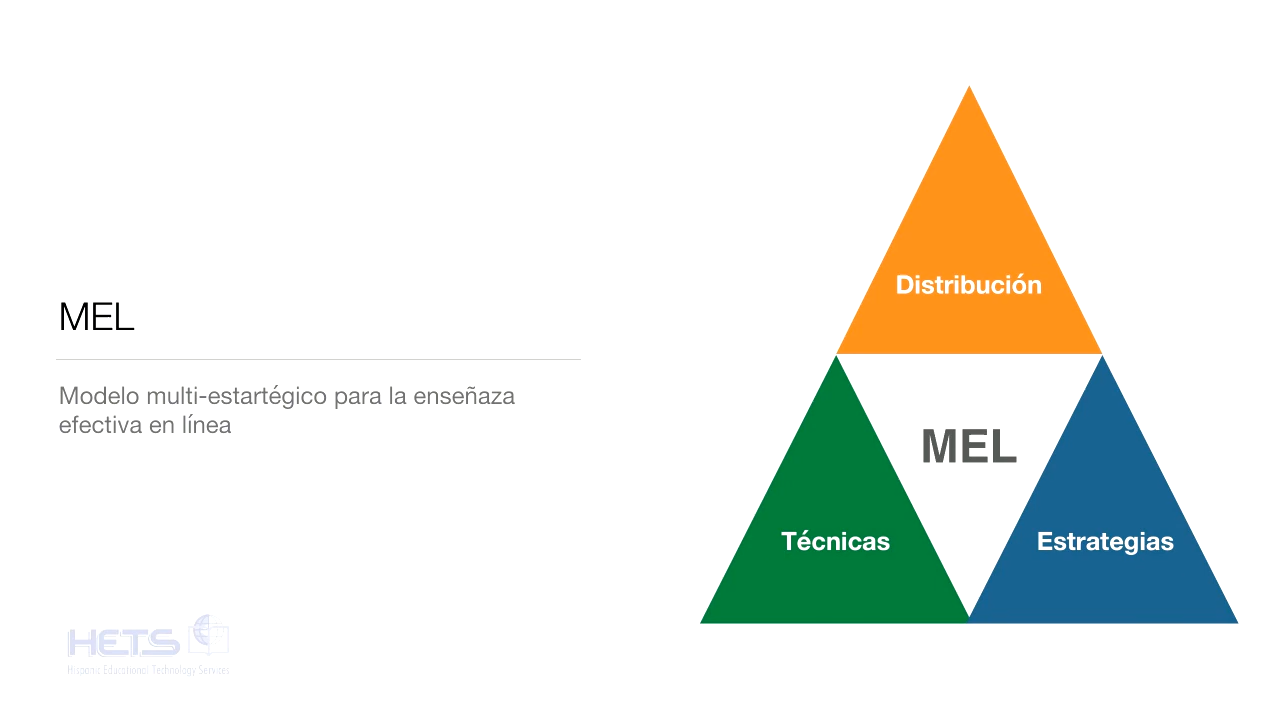 MEL
Modelo multi-estartégico para la enseñaza
efectiva en línea
Distribución
MEL
Técnicas
Estrategias
HETS
Hispanic Educational Technology Services